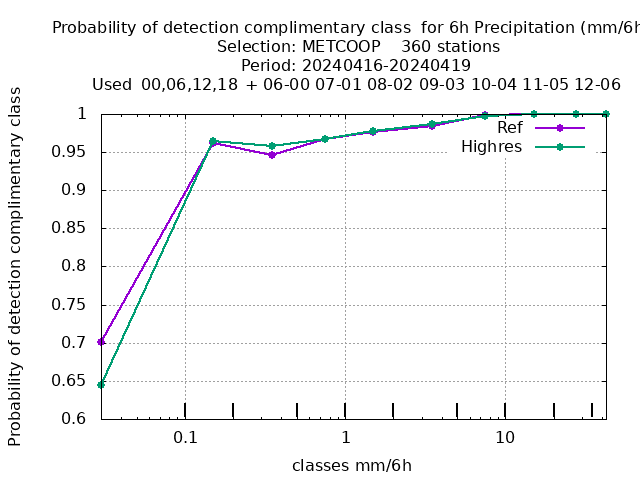 Probability of detection complimentary class  for 6h Precipitation (mm/6h
Selection: METCOOP    360 stations
Period: 20240416-20240419
Used  00,06,12,18  + 06-00 07-01 08-02 09-03 10-04 11-05 12-06
Probability of detection complimentary class
1
0.95
0.9
0.85
0.8
0.75
0.7
0.65
0.6
Ref
Highres
0.1
1
10
classes mm/6h